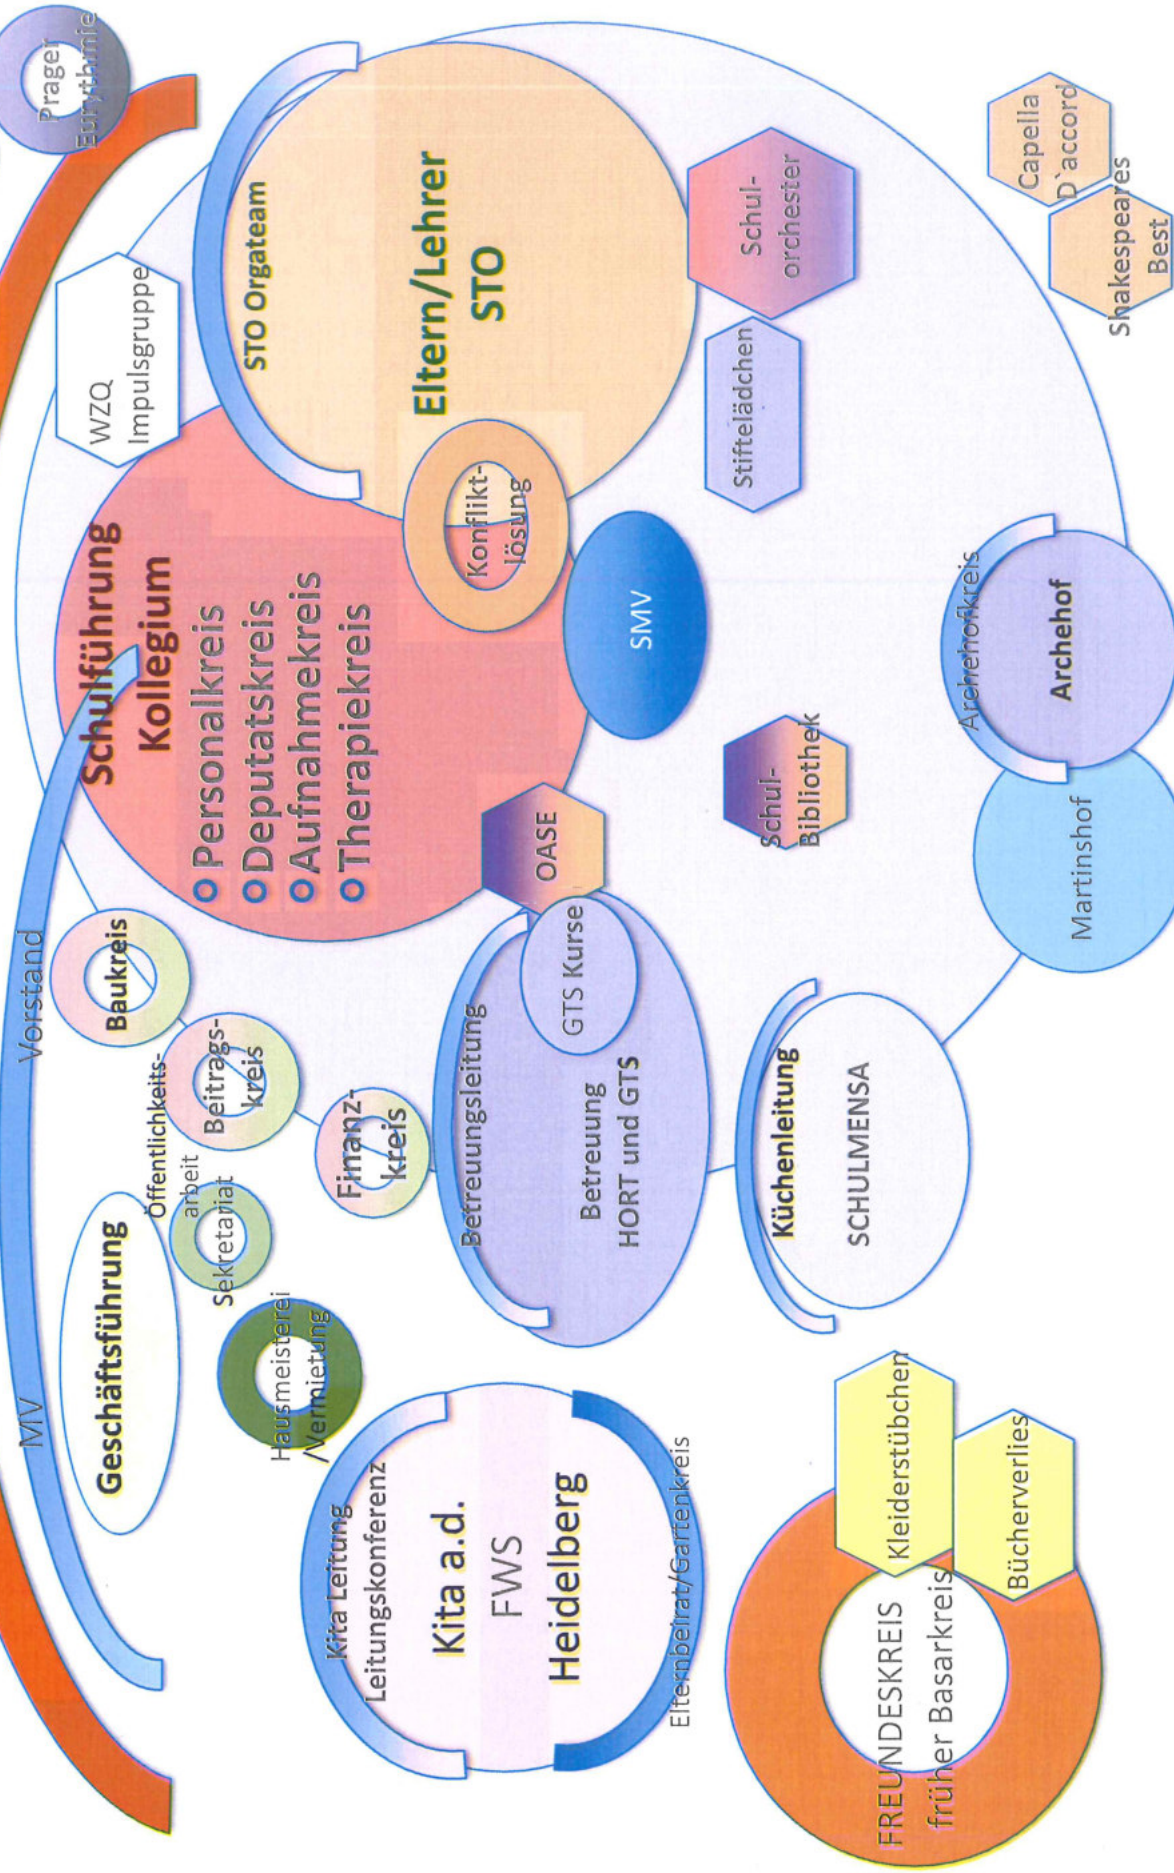 MV
Vorstand
Prager
Eurythmie
Geschäftsführung
Öffentlichkeits-
arbeit
Sekretariat
Hausmeisterei
/Vermietung
Baukreis
Beitrags-
kreis
Finanz-
kreis
Schulführung
Kollegium
Personalkreis
Deputatskreis
Aufnahmekreis
Therapiekreis
WZQ
Impulsgruppe
STO Orgateam
Eltern/Lehrer
STO
Konflikt-
lösung
SMV
Kita Leitung
Leitungskonferenz
Kita a.d.
FWS
Heidelberg
Elternbeirat/Gartenkreis
Betreuungsleitung
Betreuung
HORT und GTS
GTS Kurse
OASE
Schul-
Bibliothek
Stiftelädchen
Schul-
orchester
Küchenleitung
SCHULMENSA
FREUNDESKREIS
früher Basarkreis
Kleiderstübchen
Bücherverlies
Martinshof
Archehofkreis
Archehof
Capella
D`accord
Shakespeares
Best